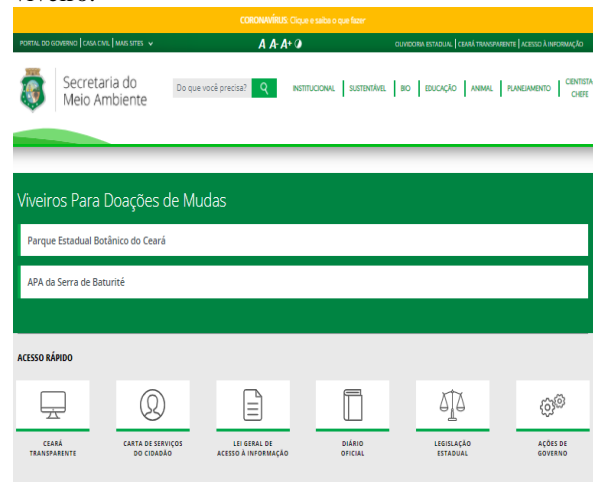 viveiro.
CORONAVÍRUS: Clique e saiba o que fazer
PORTAL DO GOVERNO | CASA CIVIL | MAIS SITES
A A- A+
OUVIDORIA ESTADUAL | CEARÁ TRANSPARENTE | ACESSO À INFORMAÇÃO
Secretaria do
Meio Ambiente
Do que você precisa?
INSTITUCIONAL | SUSTENTÁVEL | BIO | EDUCAÇÃO | ANIMAL | PLANEJAMENTO | CIENTISTA CHEFE
Viveiros Para Doações de Mudas
Parque Estadual Botânico do Ceará
APA da Serra de Baturité
ACESSO RÁPIDO
CEARÁ
TRANSPARENTE
CARTA DE SERVIÇOS
DO CIDADÃO
LEI GERAL DE
ACESSO À INFORMAÇÃO
DIÁRIO
OFICIAL
LEGISLAÇÃO
ESTADUAL
AÇÕES DE
GOVERNO